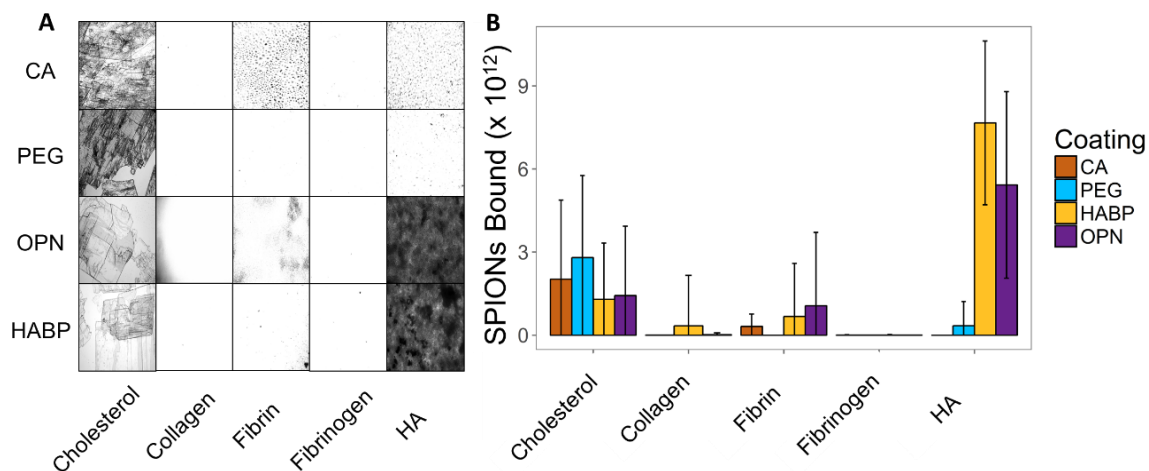 A
CA
PEG
OPN
HABP
Cholesterol
Collagen
Fibrin
Fibrinogen
HA
B
SPIONs Bound (x 10¹²)
9
6
3
0
Cholesterol
Collagen
Fibrin
Fibrinogen
HA
Coating
CA
PEG
HABP
OPN